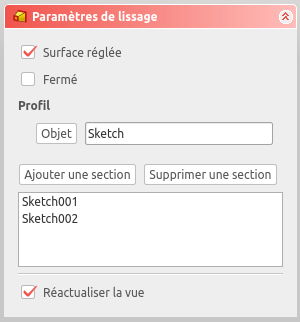 Paramètres de lissage
Surface réglée
Fermé
Profil
Objet Sketch
Ajouter une section Supprimer une section
Sketch001
Sketch002
Réactualiser la vue